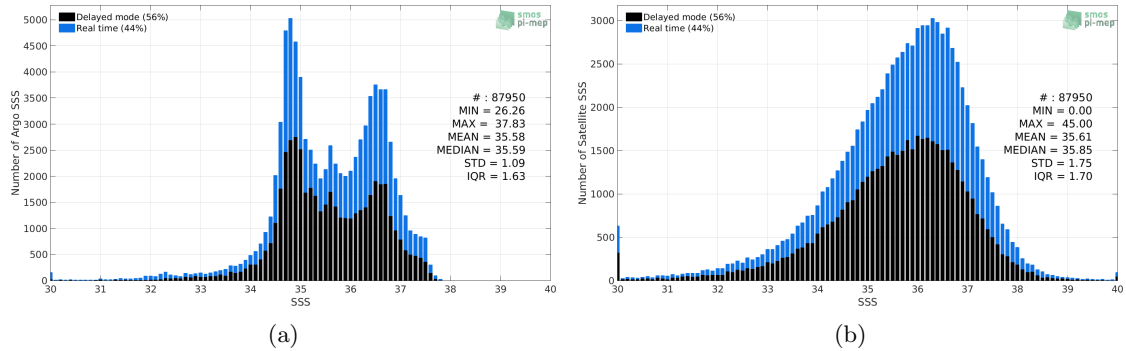 Delayed mode (56%)
Real time (44%)
smos
pi-mep
Number of Argo SSS
5000
4500
4000
3500
3000
2500
2000
1500
1000
500
0
# : 87950
MIN = 26.26
MAX = 37.83
MEAN = 35.58
MEDIAN = 35.59
STD = 1.09
IQR = 1.63
30 31 32 33 34 35 36 37 38 39 40
SSS
(a)
Delayed mode (56%)
Real time (44%)
smos
pi-mep
Number of Satellite SSS
3000
2500
2000
1500
1000
500
0
# : 87950
MIN = 0.00
MAX = 45.00
MEAN = 35.61
MEDIAN = 35.85
STD = 1.75
IQR = 1.70
30 31 32 33 34 35 36 37 38 39 40
SSS
(b)